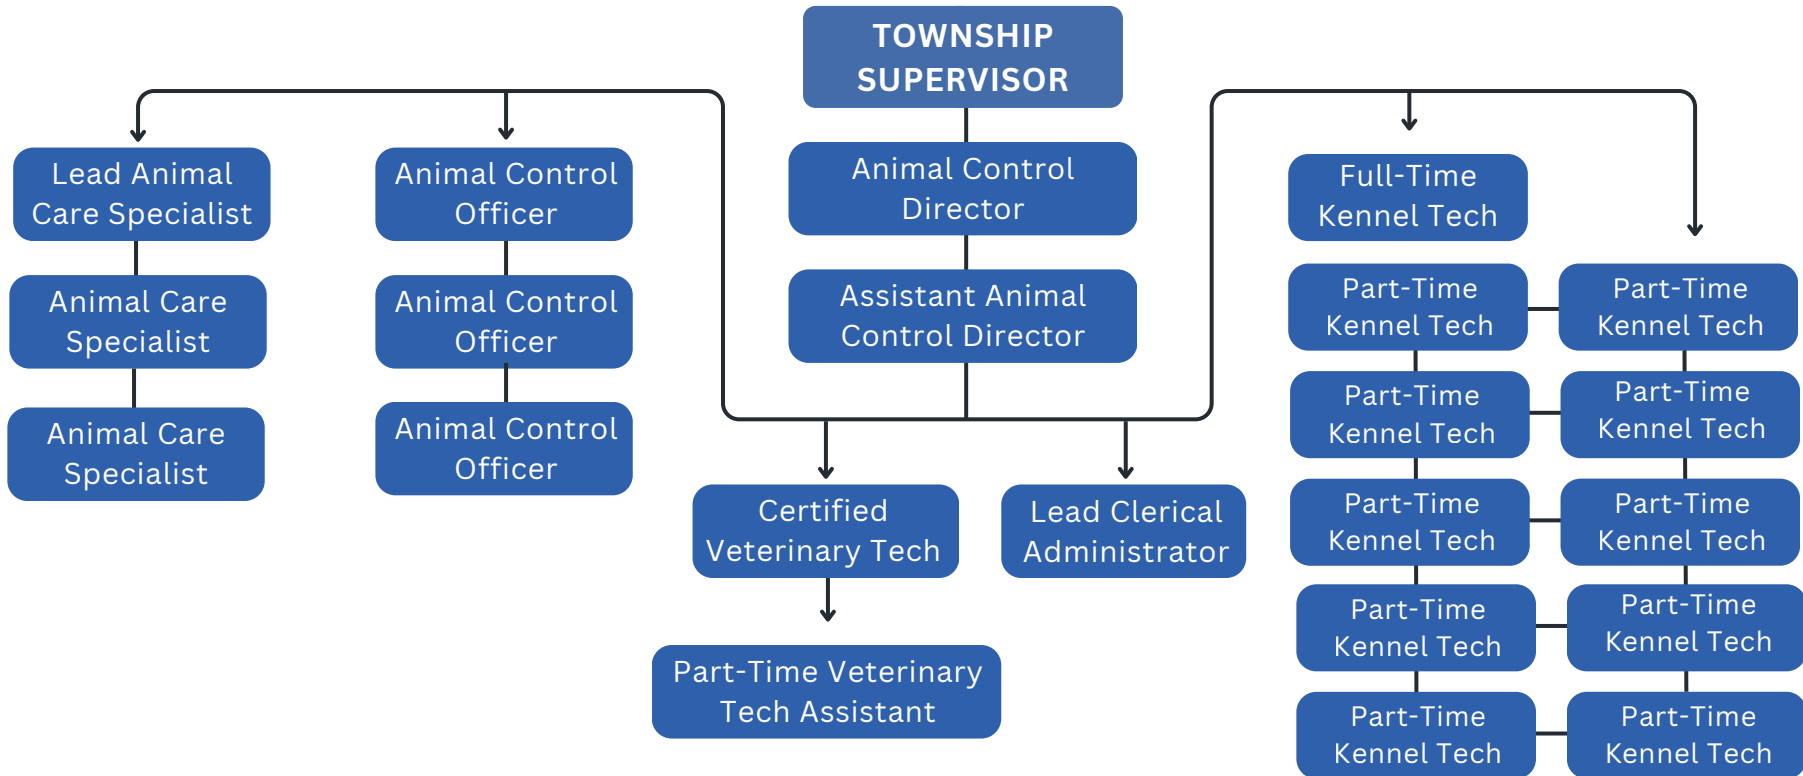 TOWNSHIP
SUPERVISOR
Lead Animal
Care Specialist
Animal Care
Specialist
Animal Care
Specialist
Animal Control
Officer
Animal Control
Officer
Animal Control
Officer
Animal Control
Director
Assistant Animal
Control Director
Certified
Veterinary Tech
Part-Time Veterinary
Tech Assistant
Lead Clerical
Administrator
Full-Time
Kennel Tech
Part-Time
Kennel Tech
Part-Time
Kennel Tech
Part-Time
Kennel Tech
Part-Time
Kennel Tech
Part-Time
Kennel Tech
Part-Time
Kennel Tech
Part-Time
Kennel Tech
Part-Time
Kennel Tech
Part-Time
Kennel Tech
Part-Time
Kennel Tech